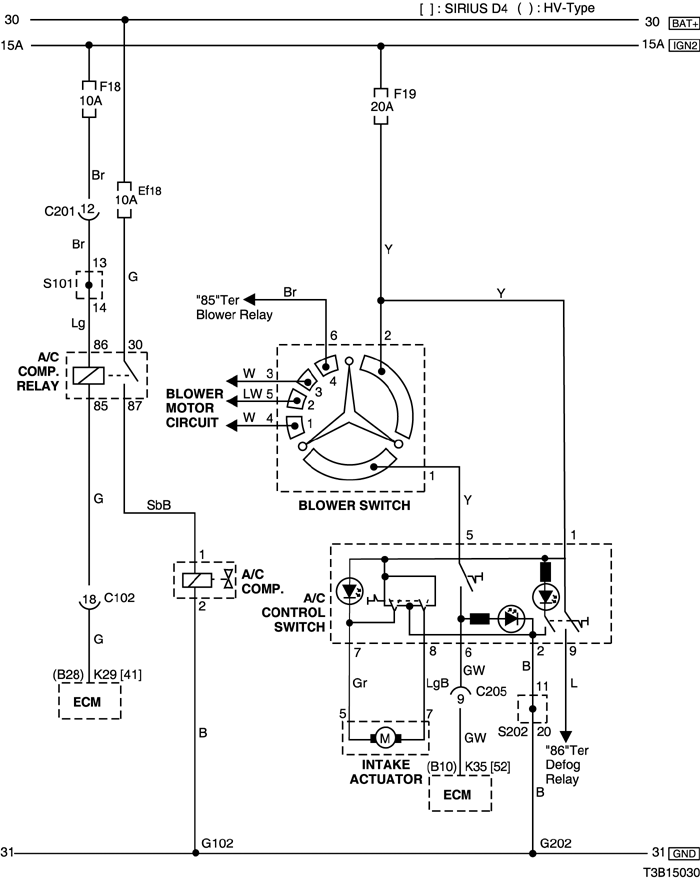 [ ] : SIRIUS D4 ( ) : HV-Type
30
30 BAT+
15A
15A IGN2
F18
10A
F19
20A
Br
Ef18
10A
C201 12
Br
Y
13
S101
G
14
"85"Ter
Blower Relay
Br
Y
Lg
6
2
86
30
A/C
COMP.
RELAY
85
87
W 3
LW 5
W 4
BLOWER
MOTOR
CIRCUIT
4
3
2
1
1
BLOWER SWITCH
G
SbB
Y
1
5
1
A/C
COMP.
2
A/C
CONTROL
SWITCH
18 C102
G
7
8
6
2
9
(B28) K29 [41]
ECM
Gr
LgB
GW
C205
9
B
L
11
S202 20
5
7
M
INTAKE
ACTUATOR
B
GW
(B10) K35 [52]
ECM
"86"Ter
Defog
Relay
B
G102
G202
31
31 GND
T3B15030